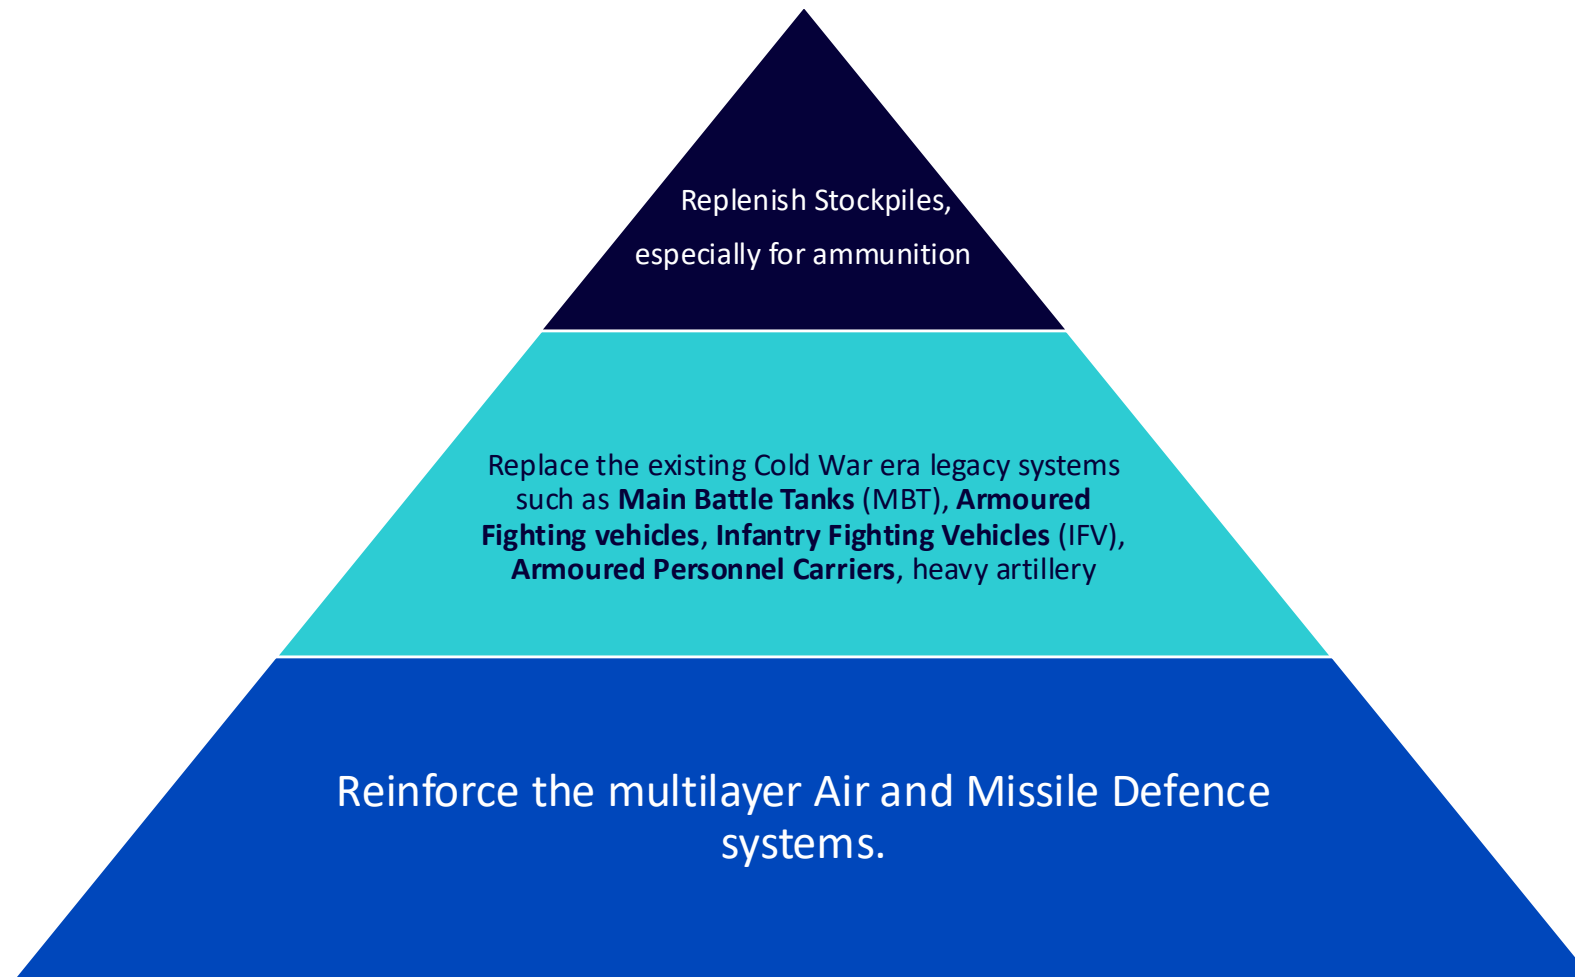 Replenish Stockpiles,
especially for ammunition
Replace the existing Cold War era legacy systems
such as Main Battle Tanks (MBT), Armoured
Fighting vehicles, Infantry Fighting Vehicles (IFV),
Armoured Personnel Carriers, heavy artillery
Reinforce the multilayer Air and Missile Defence
systems.